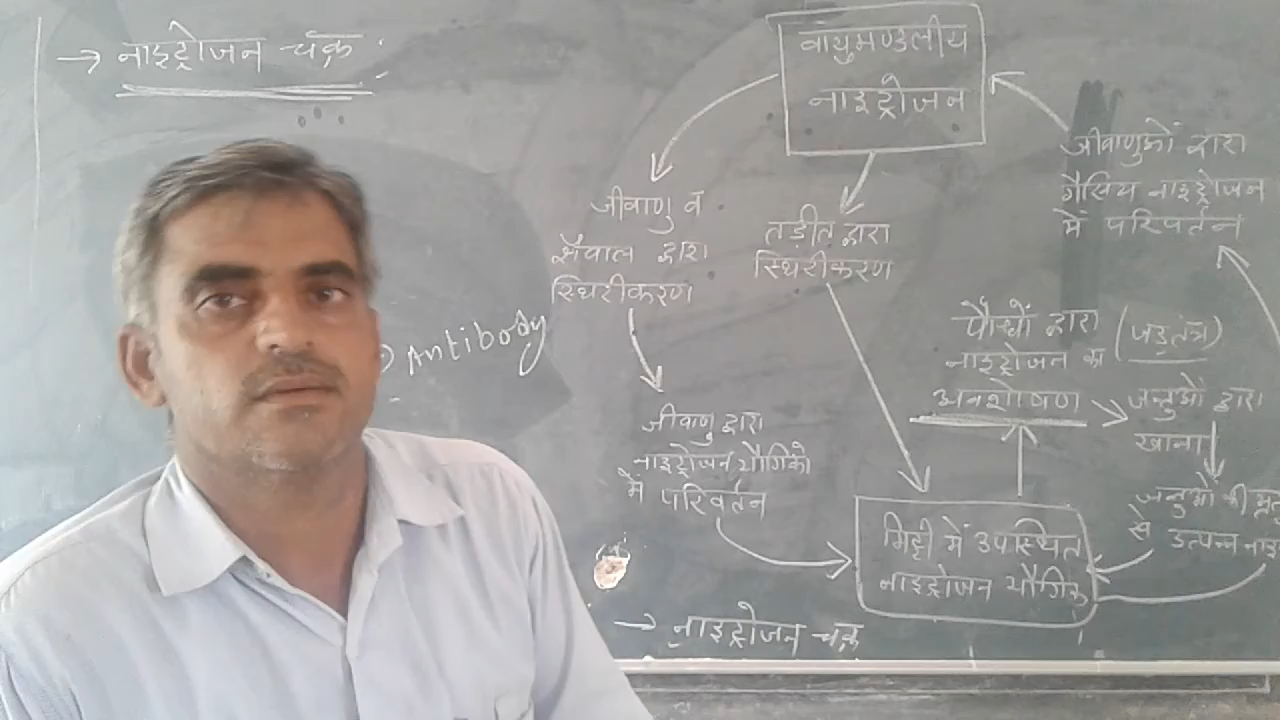 → नाइट्रोजन चक्र :
वायुमण्डलीय
नाइट्रोजन
जीवाणु व
शैवाल द्वारा
स्थिरीकरण
तड़ीत द्वारा
स्थिरीकरण
जीवाणुओं द्वारा
गैसिय नाइट्रोजन
में परिवर्तन
Antibody
पौधों द्वारा (जड़तंत्र)
नाइट्रोजन का
अवशोषण
जन्तुओं द्वारा
खाना
जीवाणु द्वारा
नाइट्रोजन यौगिकों
में परिवर्तन
जन्तुओं की
से उत्पन्न
मिट्टी में उपस्थित
नाइट्रोजन यौगिक
→ नाइट्रोजन चक्र